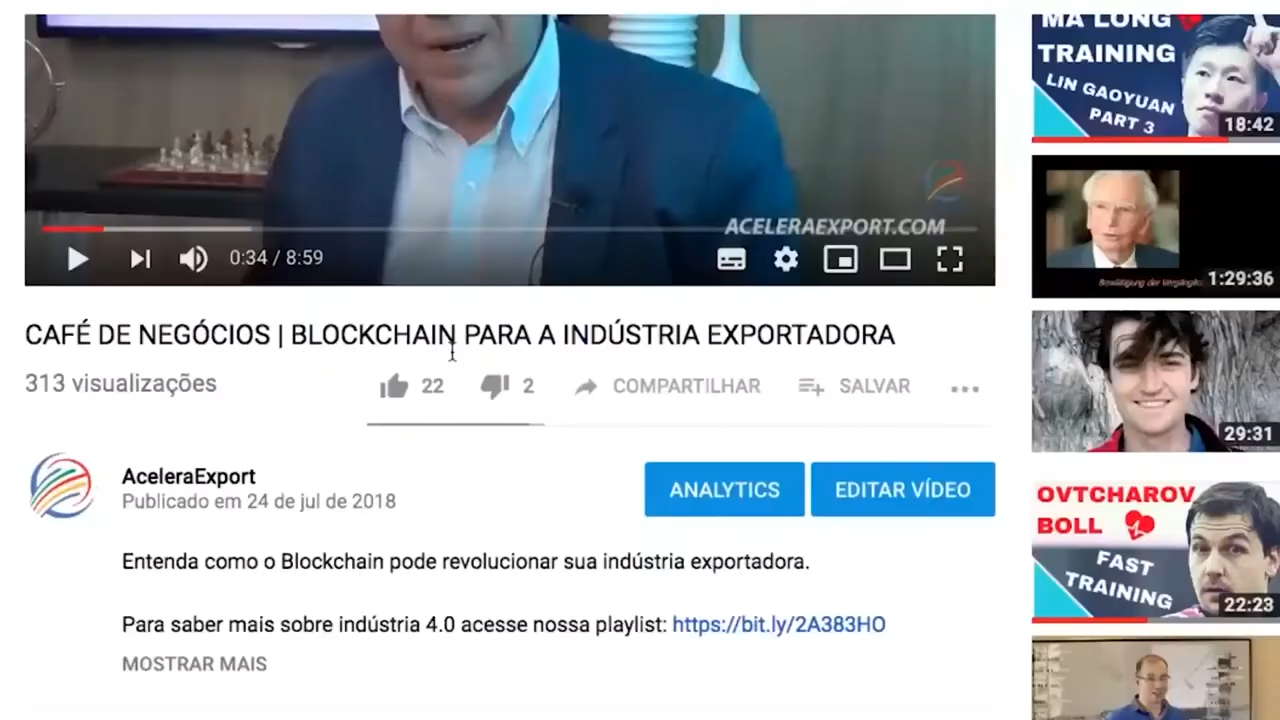 ACELERAEXPORT.COM
0:34 / 8:59
CAFÉ DE NEGÓCIOS | BLOCKCHAIN PARA A INDÚSTRIA EXPORTADORA
313 visualizações
22
2
COMPARTILHAR
SALVAR
AceleraExport
Publicado em 24 de jul de 2018
ANALYTICS
EDITAR VÍDEO
Entenda como o Blockchain pode revolucionar sua indústria exportadora.
Para saber mais sobre indústria 4.0 acesse nossa playlist: https://bit.ly/2A383HO
MOSTRAR MAIS
MA LONG
TRAINING
LIN GAOYUAN
PART 3
18:42
1:29:36
29:31
OVTCHAROV
BOLL
FAST
TRAINING
22:23